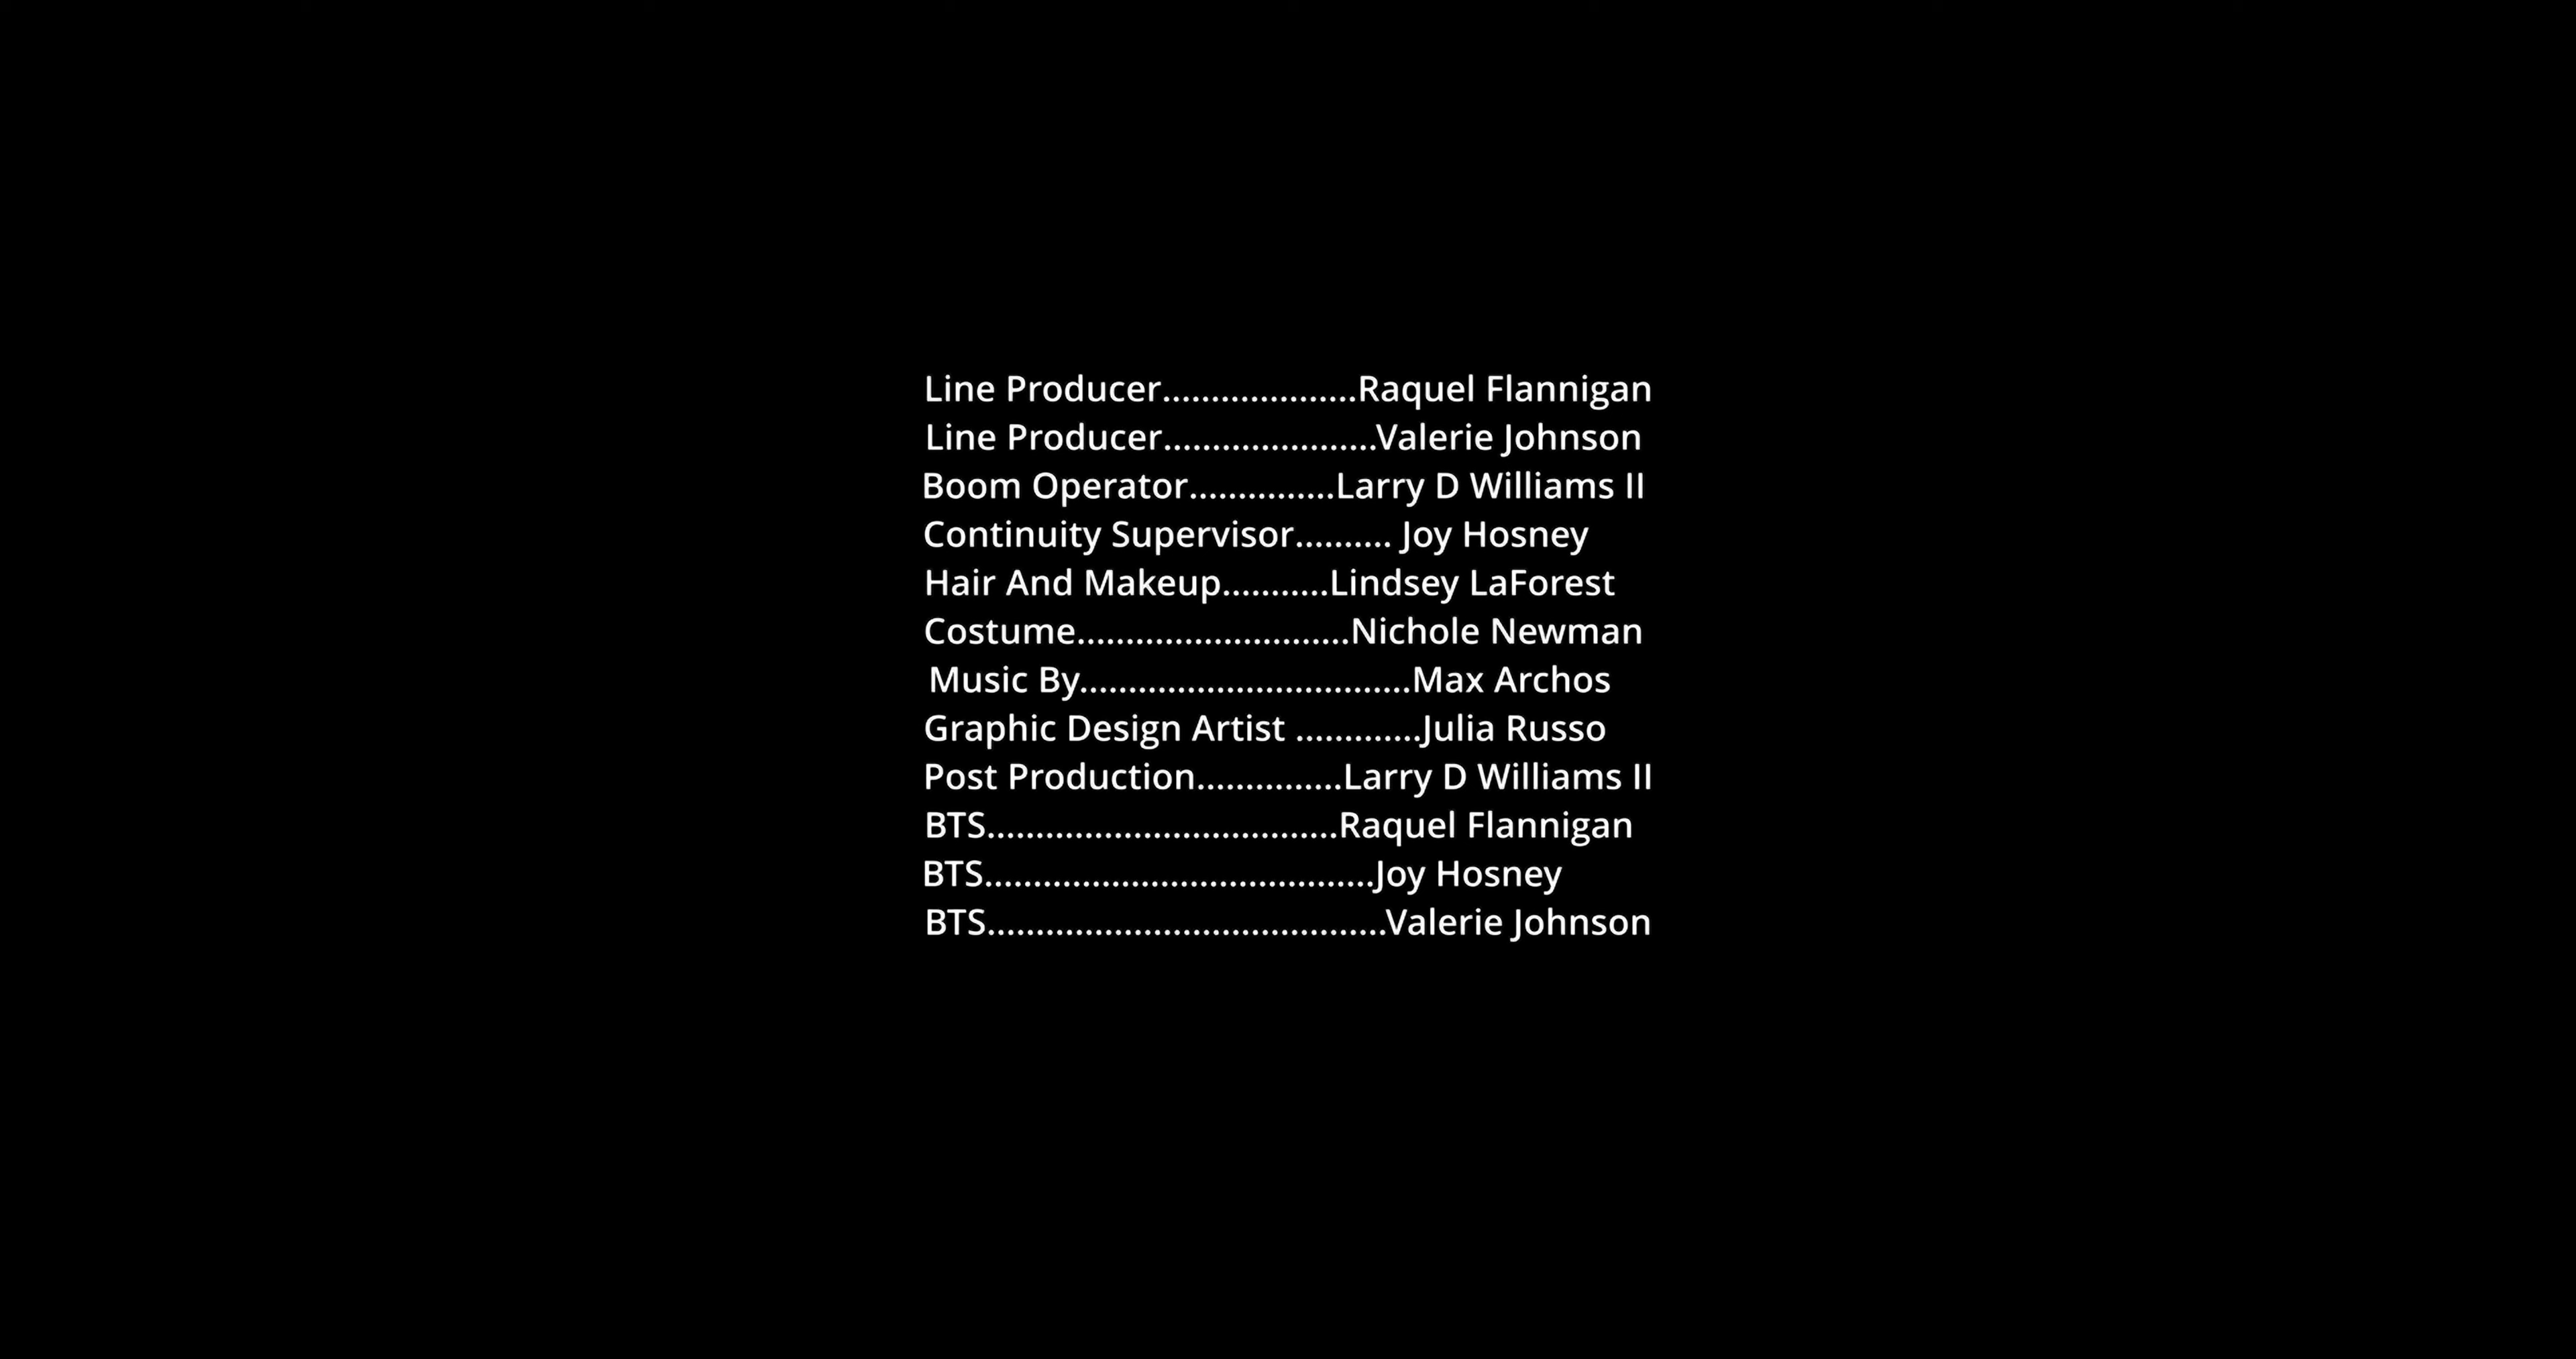 Line Producer....................Raquel Flannigan
Line Producer......................Valerie Johnson
Boom Operator...............Larry D Williams II
Continuity Supervisor.......... Joy Hosney
Hair And Makeup...........Lindsey LaForest
Costume............................Nichole Newman
Music By..................................Max Archos
Graphic Design Artist .............Julia Russo
Post Production...............Larry D Williams II
BTS....................................Raquel Flannigan
BTS........................................Joy Hosney
BTS.........................................Valerie Johnson